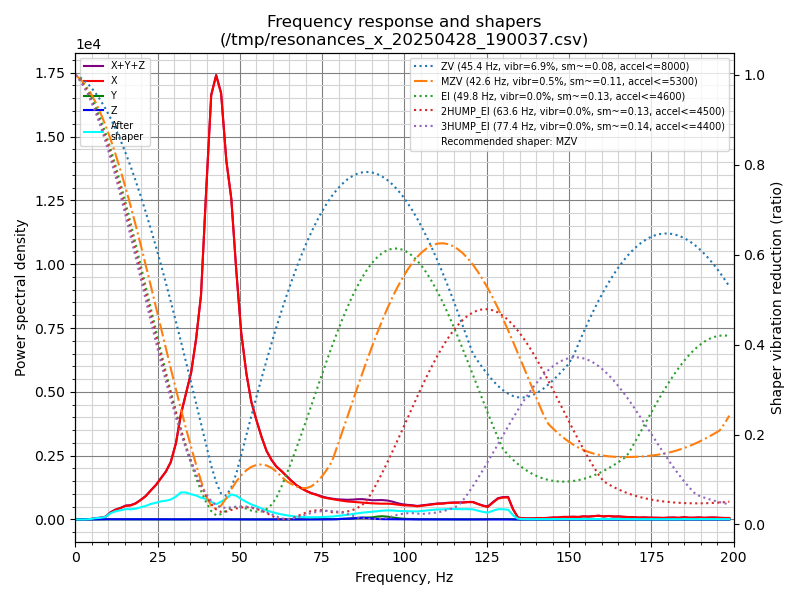 Frequency response and shapers
(/tmp/resonances_x_20250428_190037.csv)
1e4
X+Y+Z
X
Y
Z
After
shaper
ZV (45.4 Hz, vibr=6.9%, sm~=0.08, accel<=8000)
MZV (42.6 Hz, vibr=0.5%, sm~=0.11, accel<=5300)
EI (49.8 Hz, vibr=0.0%, sm~=0.13, accel<=4600)
2HUMP_EI (63.6 Hz, vibr=0.0%, sm~=0.13, accel<=4500)
3HUMP_EI (77.4 Hz, vibr=0.0%, sm~=0.14, accel<=4400)
Recommended shaper: MZV
1.75
1.50
1.25
1.00
0.75
0.50
0.25
0.00
Power spectral density
1.0
0.8
0.6
0.4
0.2
0.0
Shaper vibration reduction (ratio)
0 25 50 75 100 125 150 175 200
Frequency, Hz